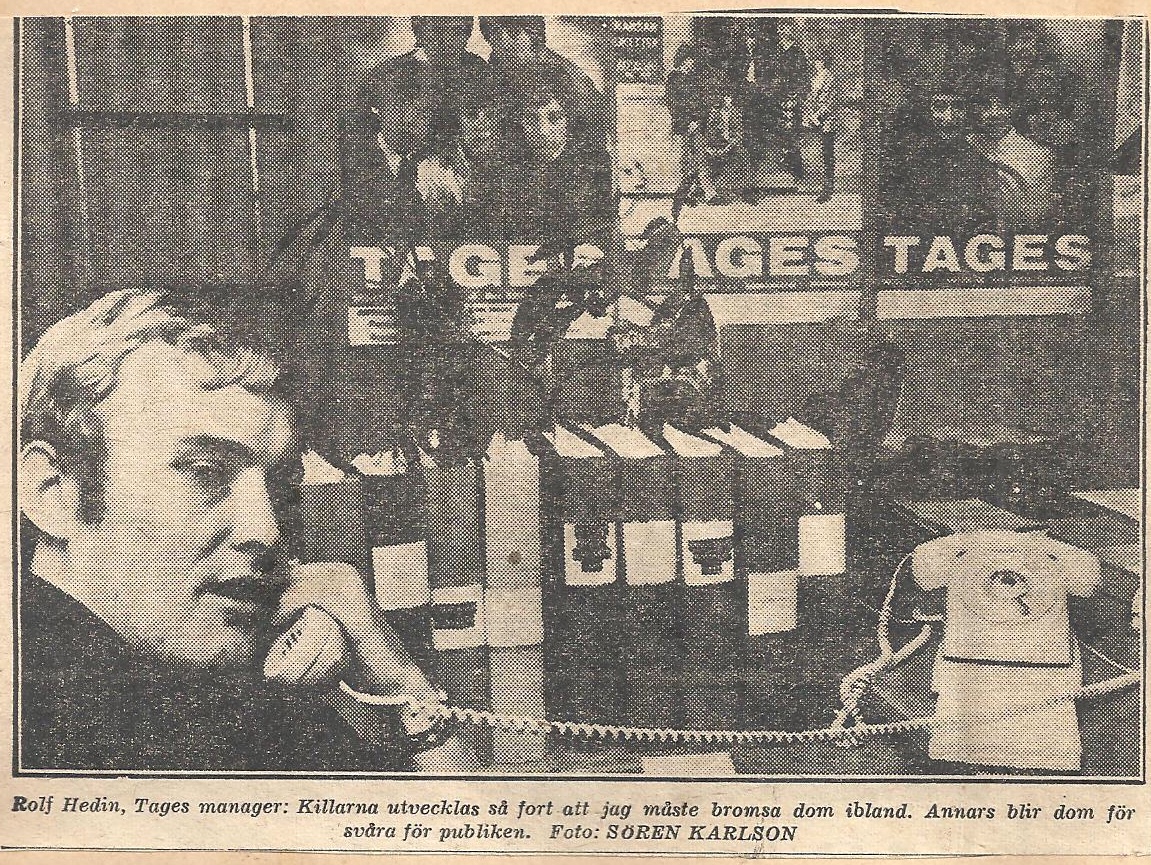 TAGES
TAGES
TAGES
Rolf Hedin, Tages manager: Killarna utvecklas så fort att jag måste bromsa dom ibland. Annars blir dom för
svåra för publiken. Foto: SÖREN KARLSON